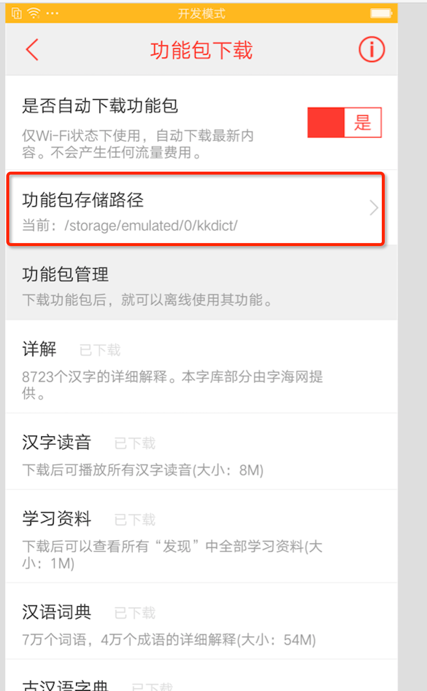 开发模式
功能包下载
是否自动下载功能包
是
仅Wi-Fi状态下使用，自动下载最新内
容。不会产生任何流量费用。
功能包存储路径
当前：/storage/emulated/0/kkdict/
功能包管理
下载功能包后，就可以离线使用其功能。
详解 已下载
8723个汉字的详细解释。本字库部分由字海网提
供。
汉字读音 已下载
下载后可播放所有汉字读音(大小：8M)
学习资料 已下载
下载后可以查看所有“发现”中全部学习资料(大
小：1M)
汉语词典 已下载
7万个词语，4万个成语的详细解释(大小：54M)
古汉语字典 已下载